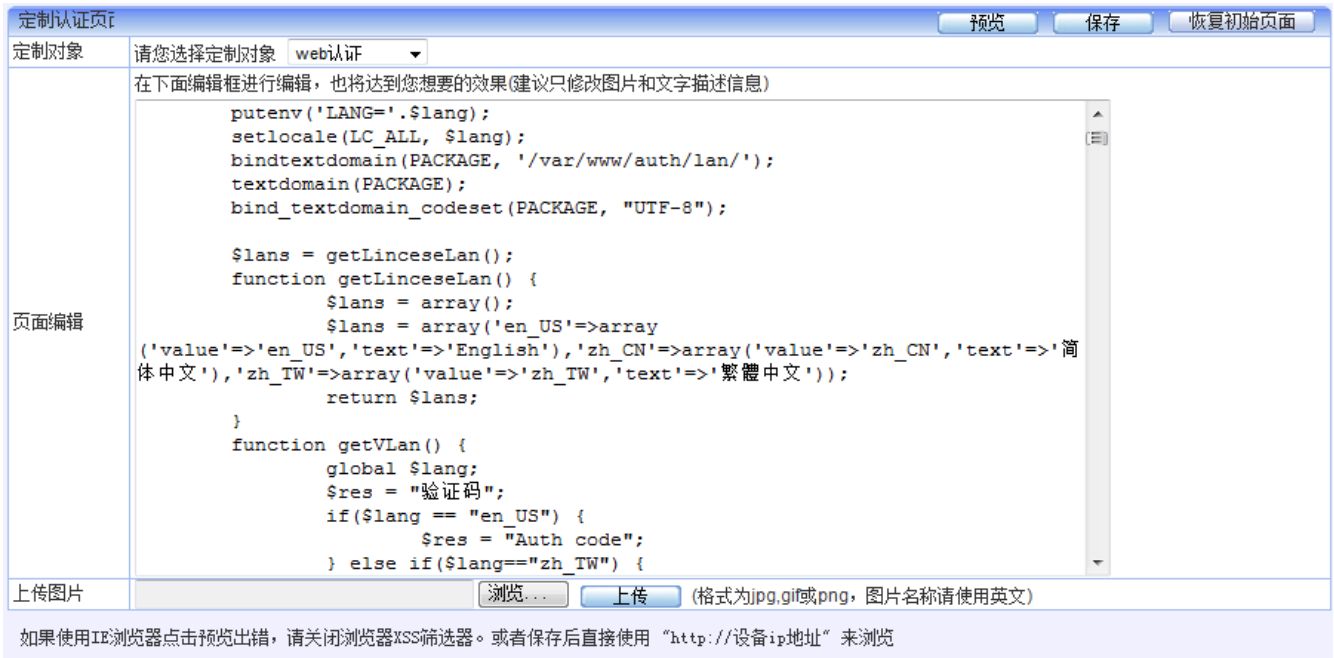 定制认证页面 预览 保存 恢复初始页面
定制对象 请您选择定制对象 web认证
在下面编辑框进行编辑，也将达到您想要的效果(建议只修改图片和文字描述信息)
putenv('LANG='.$lang);
setlocale(LC_ALL, $lang);
bindtextdomain(PACKAGE, '/var/www/auth/lan/');
textdomain(PACKAGE);
bind_textdomain_codeset(PACKAGE, "UTF-8");
$lans = getLinceseLan();
function getLinceseLan() {
$lans = array();
$lans = array('en_US'=>array
('value'=>'en_US','text'=>'English'),'zh_CN'=>array('value'=>'zh_CN','text'=>'简
体中文'),'zh_TW'=>array('value'=>'zh_TW','text'=>'繁體中文'));
return $lans;
}
function getVLan() {
global $lang;
$res = "验证码";
if($lang == "en_US") {
$res = "Auth code";
} else if($lang=="zh_TW") {
页面编辑
上传图片 浏览... 上传 (格式为jpg,gif或png，图片名称请使用英文)
如果使用IE浏览器点击预览出错，请关闭浏览器XSS筛选器。或者保存后直接使用“http://设备ip地址”来浏览